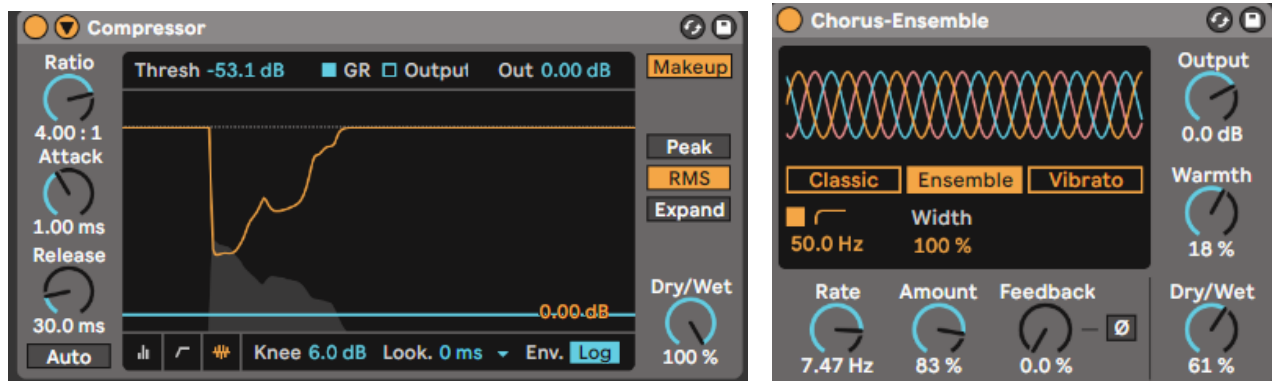 Compressor
Ratio
4.00 : 1
Attack
1.00 ms
Release
30.0 ms
Auto
Thresh -53.1 dB GR Output Out 0.00 dB
0.00 dB
Knee 6.0 dB Look. 0 ms Env. Log
Makeup
Peak
RMS
Expand
Dry/Wet
100 %
Chorus-Ensemble
Classic Ensemble Vibrato
Width
50.0 Hz 100 %
Rate Amount Feedback
7.47 Hz 83 % 0.0 % Ø
Output
0.0 dB
Warmth
18 %
Dry/Wet
61 %